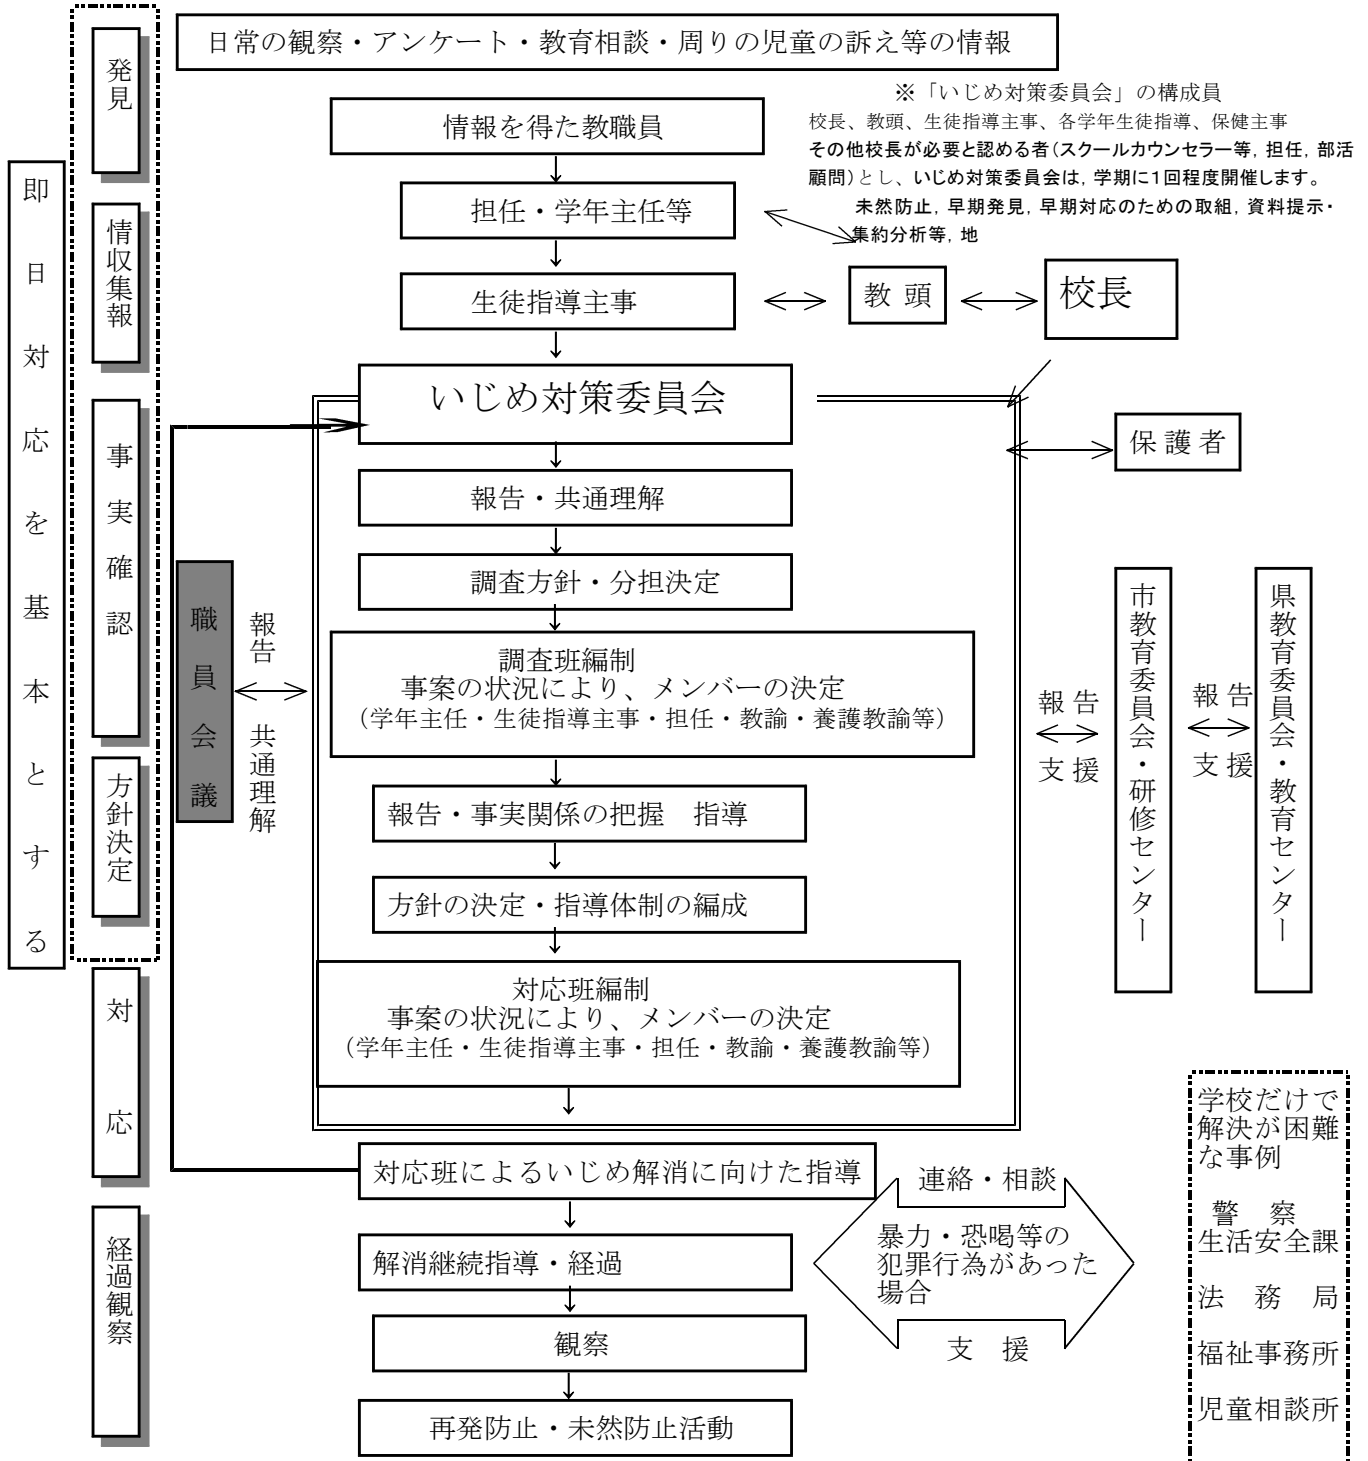 日常の観察・アンケート・教育相談・周りの児童の訴え等の情報
発見
情報収集
事実確認
方針決定
対応
経過観察
即日対応を基本とする
※「いじめ対策委員会」の構成員
校長、教頭、生徒指導主事、各学年生徒指導、保健主事
その他校長が必要と認める者（スクールカウンセラー等，担任，部活
顧問）とし、いじめ対策委員会は，学期に１回程度開催します。
未然防止，早期発見，早期対応のための取組，資料提示・
集約分析等，地
情報を得た教職員
担任・学年主任等
生徒指導主事
教 頭
校長
いじめ対策委員会
保 護 者
報告・共通理解
調査方針・分担決定
職員会議
報告
共通理解
調査班編制
事案の状況により、メンバーの決定
（学年主任・生徒指導主事・担任・教諭・養護教諭等）
報告・事実関係の把握　指導
方針の決定・指導体制の編成
対応班編制
事案の状況により、メンバーの決定
（学年主任・生徒指導主事・担任・教諭・養護教諭等）
報 告
支 援
市教育委員会・研修センター
報 告
支 援
県教育委員会・教育センター
対応班によるいじめ解消に向けた指導
解消継続指導・経過
観察
再発防止・未然防止活動
連絡・相談
暴力・恐喝等の
犯罪行為があった
場合
支　援
学校だけで
解決が困難
な事例
警　察
生活安全課
法　務　局
福祉事務所
児童相談所